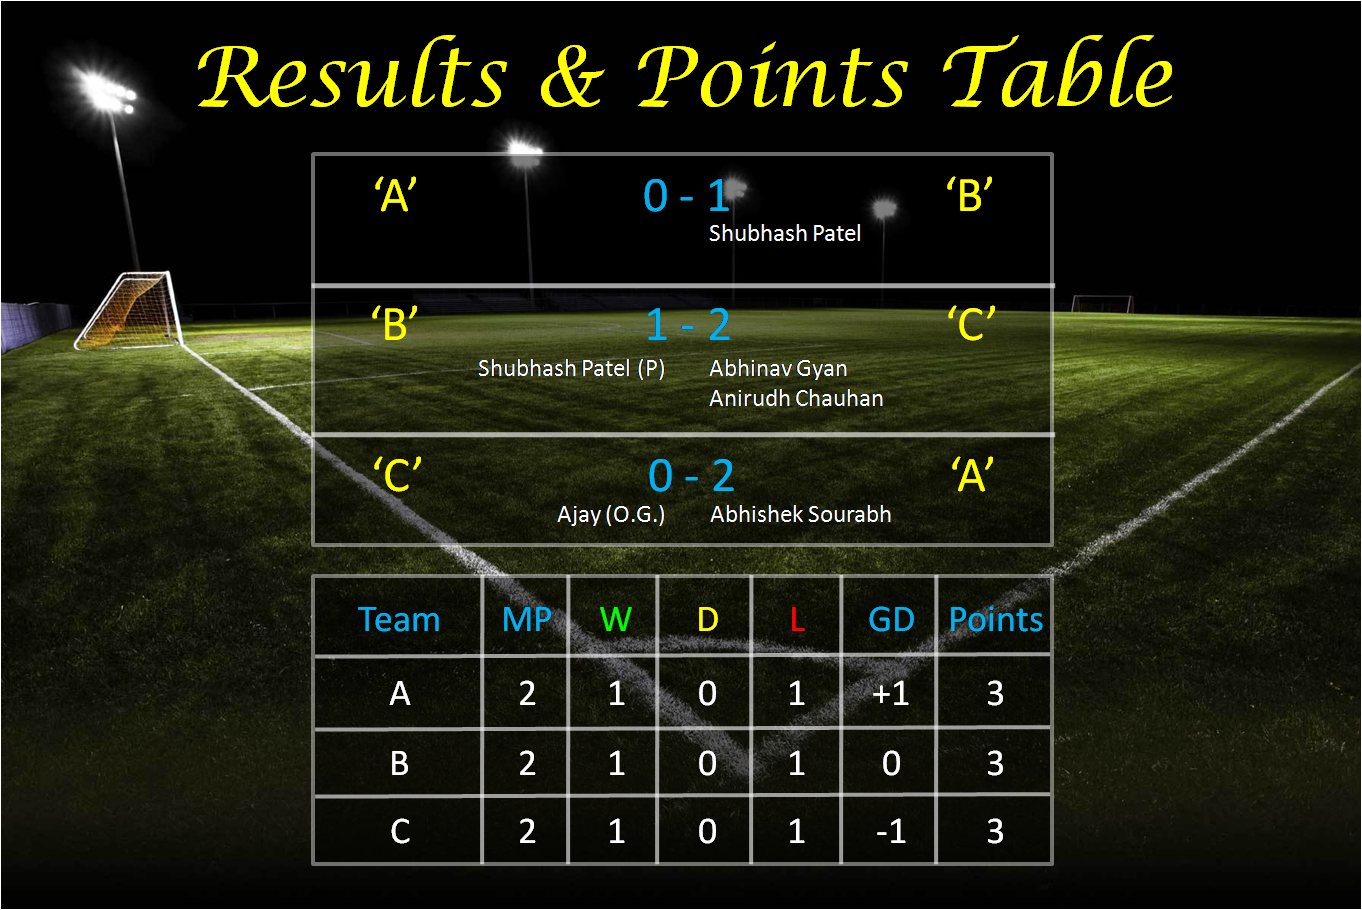 Results & Points Table
‘A’ 0 - 1 ‘B’
Shubhash Patel
‘B’ 1 - 2 ‘C’
Shubhash Patel (P) Abhinav Gyan
Anirudh Chauhan
‘C’ 0 - 2 ‘A’
Ajay (O.G.) Abhishek Sourabh
Team MP W D L GD Points
A 2 1 0 1 +1 3
B 2 1 0 1 0 3
C 2 1 0 1 -1 3